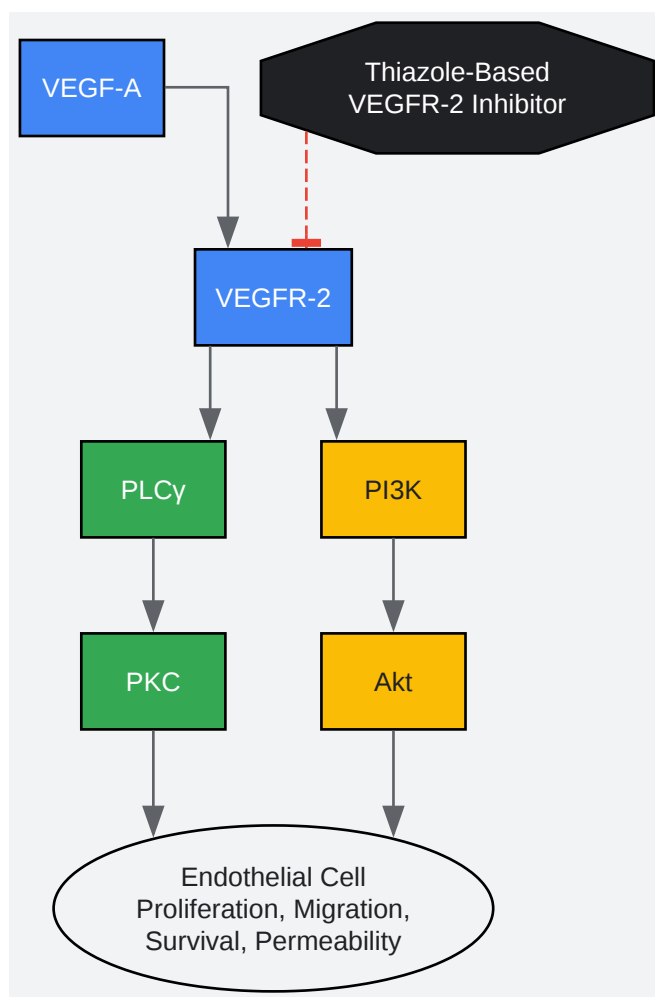 VEGF-A
Thiazole-Based
VEGFR-2 Inhibitor
VEGFR-2
PLCγ
PI3K
PKC
Akt
Endothelial Cell
Proliferation, Migration,
Survival, Permeability